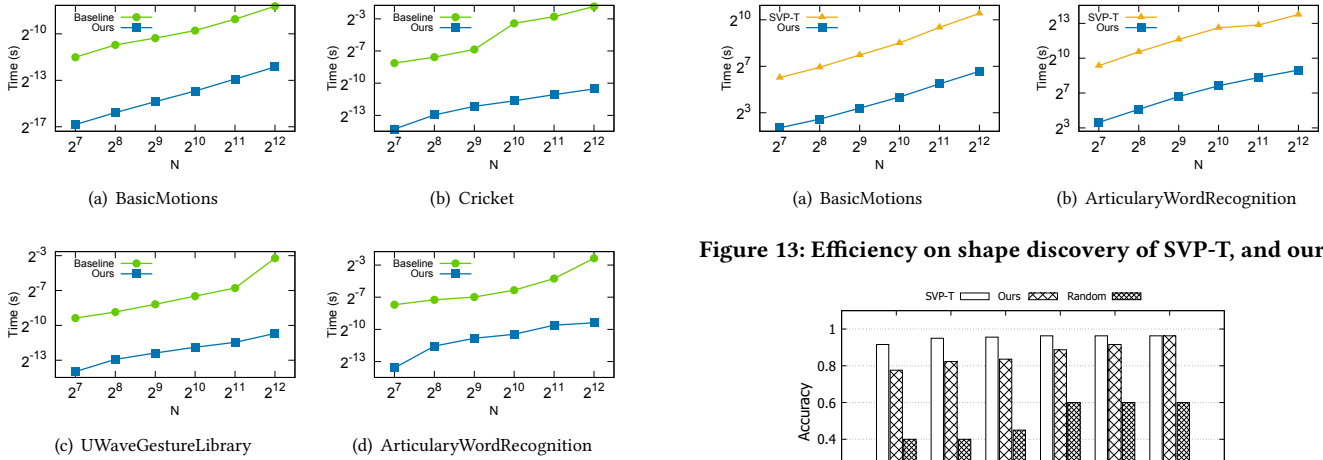 Baseline
Ours
Time (s)
2^-10
2^-13
2^-17
2^7 2^8 2^9 2^10 2^11 2^12
N
(a) BasicMotions
Baseline
Ours
Time (s)
2^-3
2^-7
2^-10
2^-13
2^7 2^8 2^9 2^10 2^11 2^12
N
(b) Cricket
Baseline
Ours
Time (s)
2^-3
2^-7
2^-10
2^-13
2^7 2^8 2^9 2^10 2^11 2^12
N
(c) UWaveGestureLibrary
Baseline
Ours
Time (s)
2^-3
2^-7
2^-10
2^-13
2^7 2^8 2^9 2^10 2^11 2^12
N
(d) ArticularyWordRecognition
SVP-T
Ours
Time (s)
2^10
2^7
2^3
2^7 2^8 2^9 2^10 2^11 2^12
N
(a) BasicMotions
SVP-T
Ours
Time (s)
2^13
2^10
2^7
2^3
2^7 2^8 2^9 2^10 2^11 2^12
N
(b) ArticularyWordRecognition
Figure 13: Efficiency on shape discovery of SVP-T, and our
SVP-T Ours Random
Accuracy
1
0.8
0.6
0.4